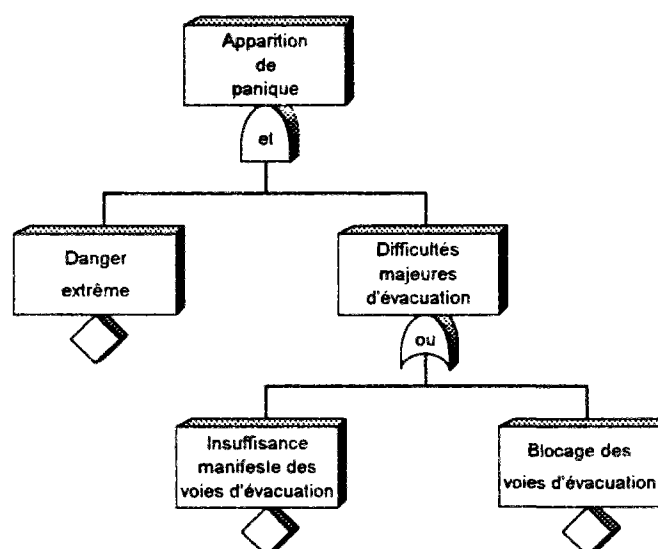 Apparition
de
panique
et
Danger
extrême
Difficultés
majeures
d'évacuation
ou
Insuffisance
manifeste des
voies d'évacuation
Blocage des
voies d'évacuation